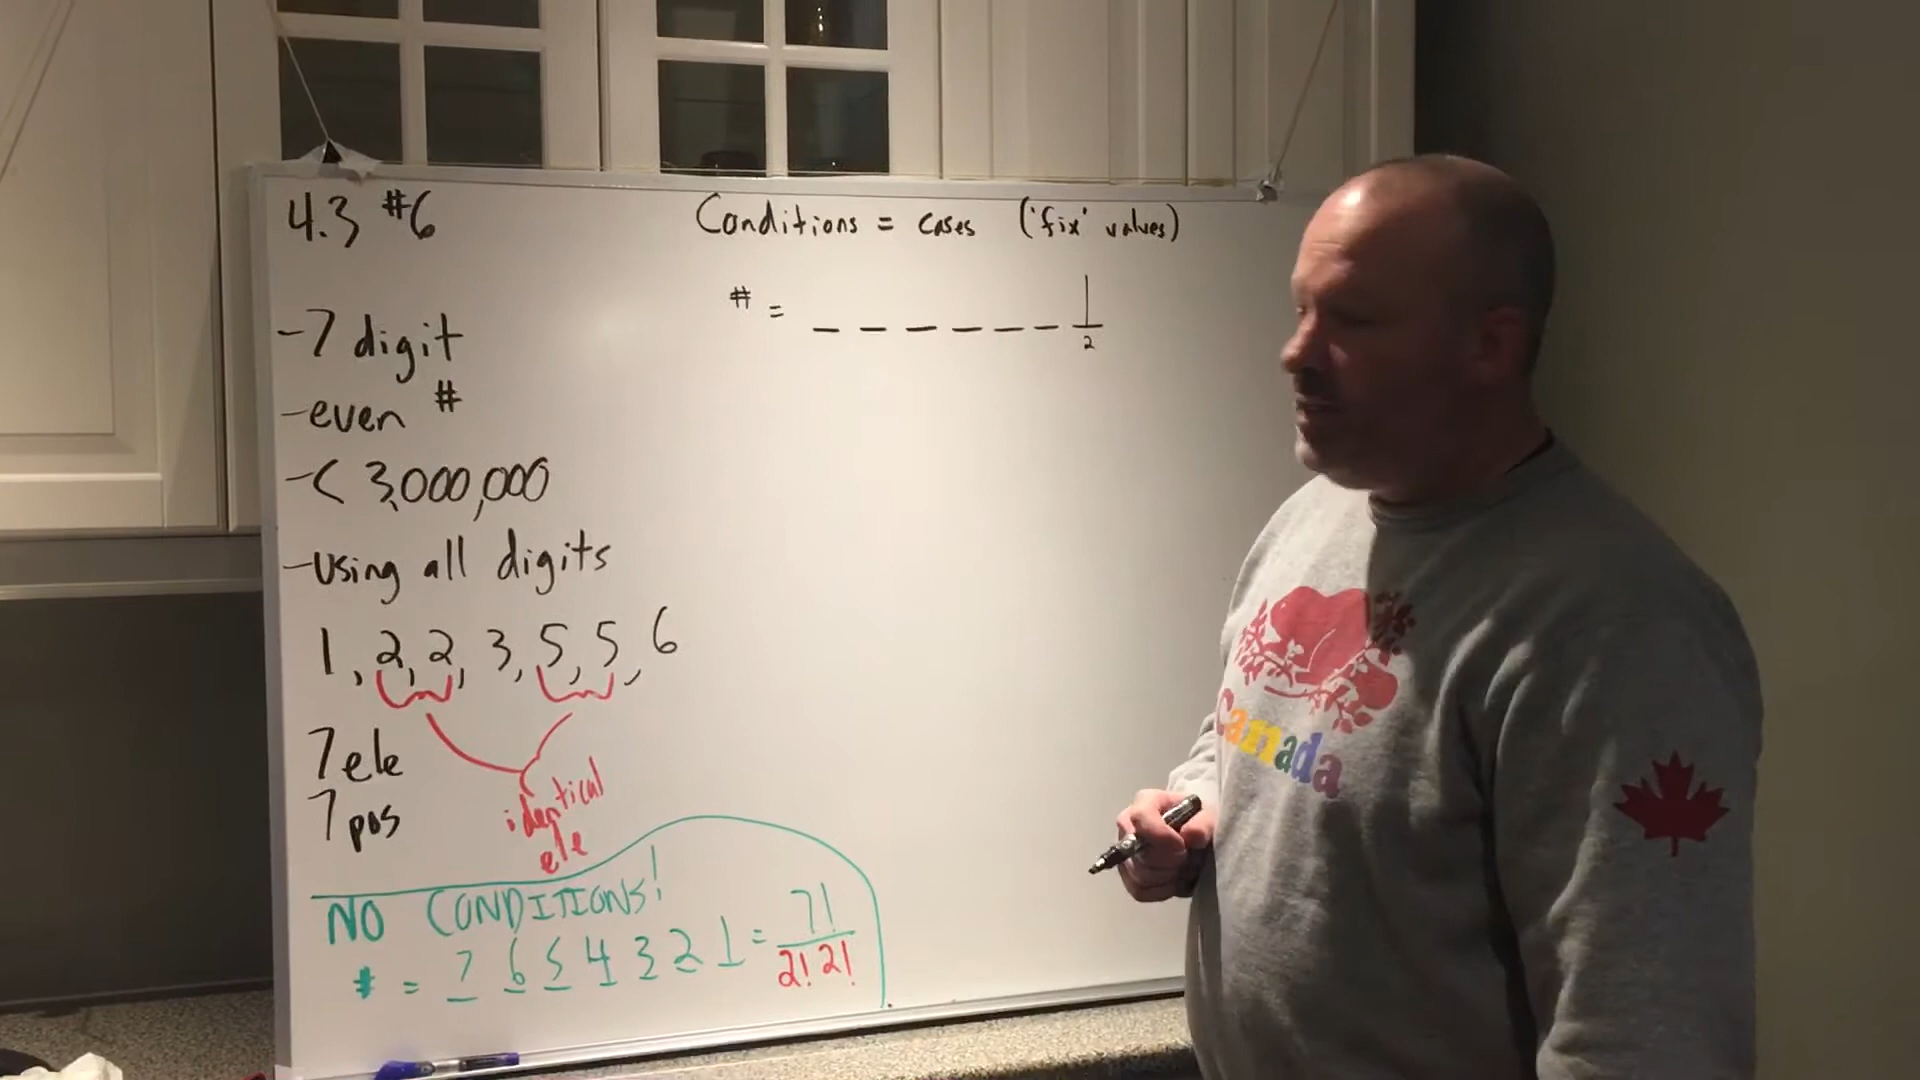 4.3 #6
Conditions = cases ('fix' values)
# = _ _ _ _ _ _ 1
2
-7 digit
-even #
-< 3,000,000
-using all digits
1, 2, 2, 3, 5, 5, 6
7 ele
7 pos
identical
ele
NO CONDITIONS!
# = 7 6 5 4 3 2 1 = 7!
2! 2!
Canada